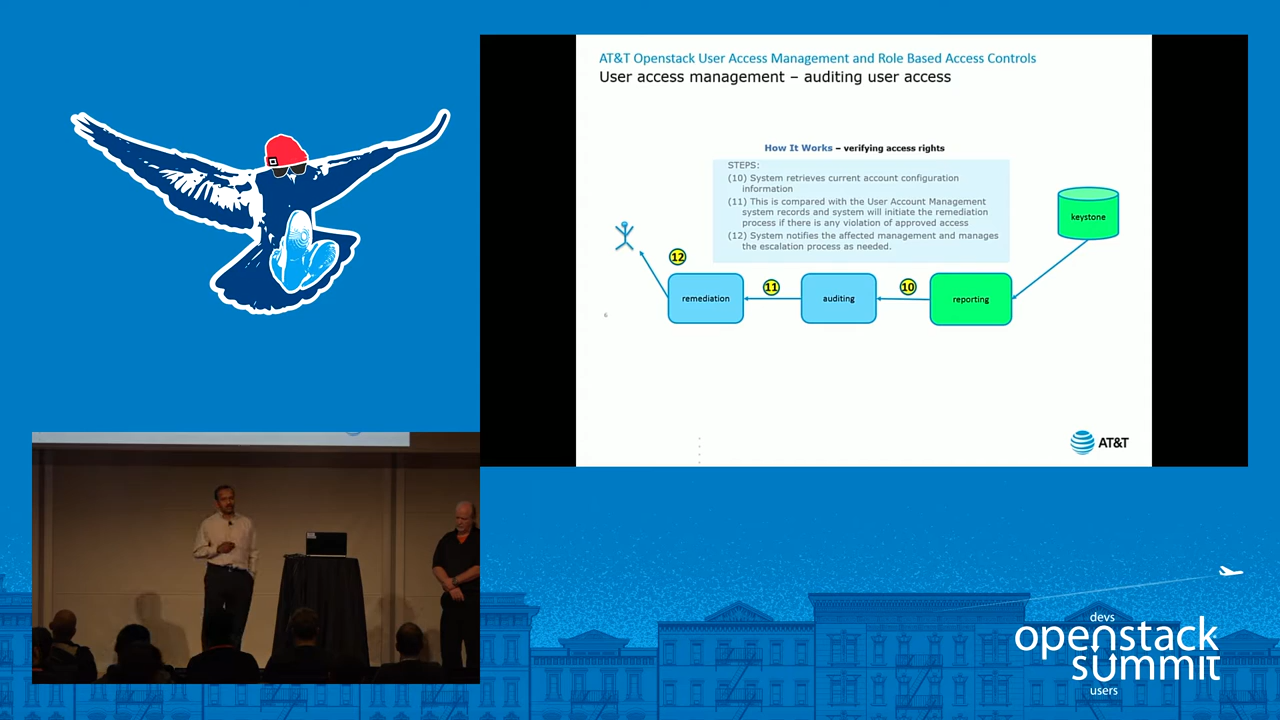 AT&T Openstack User Access Management and Role Based Access Controls
User access management – auditing user access
How It Works – verifying access rights
STEPS:
(10) System retrieves current account configuration
information
(11) This is compared with the User Account Management
system records and system will initiate the remediation
process if there is any violation of approved access
(12) System notifies the affected management and manages
the escalation process as needed.
keystone
12
11
10
remediation
auditing
reporting
6
AT&T
devs
openstack
summit
users